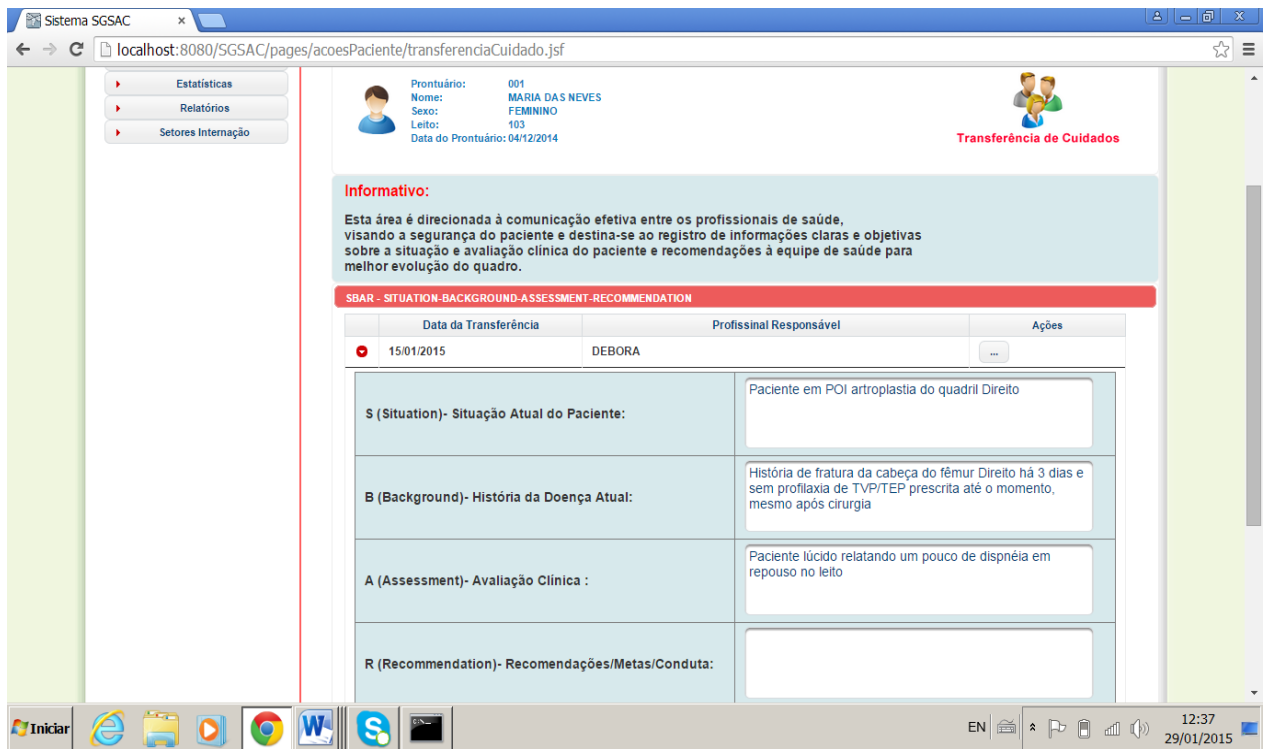 Sistema SGSAC
localhost:8080/SGSAC/pages/acoesPaciente/transferenciaCuidado.jsf
Estatísticas
Relatórios
Setores Internação
Prontuário: 001
Nome: MARIA DAS NEVES
Sexo: FEMININO
Leito: 103
Data do Prontuário: 04/12/2014
Transferência de Cuidados
Informativo:
Esta área é direcionada à comunicação efetiva entre os profissionais de saúde,
visando a segurança do paciente e destina-se ao registro de informações claras e objetivas
sobre a situação e avaliação clínica do paciente e recomendações à equipe de saúde para
melhor evolução do quadro.
SBAR - SITUATION-BACKGROUND-ASSESSMENT-RECOMMENDATION
Data da Transferência Profissinal Responsável Ações
15/01/2015 DEBORA ...
S (Situation)- Situação Atual do Paciente:
Paciente em POI artroplastia do quadril Direito
B (Background)- História da Doença Atual:
História de fratura da cabeça do fêmur Direito há 3 dias e
sem profilaxia de TVP/TEP prescrita até o momento,
mesmo após cirurgia
A (Assessment)- Avaliação Clínica :
Paciente lúcido relatando um pouco de dispnéia em
repouso no leito
R (Recommendation)- Recomendações/Metas/Conduta:
Iniciar
EN
12:37
29/01/2015